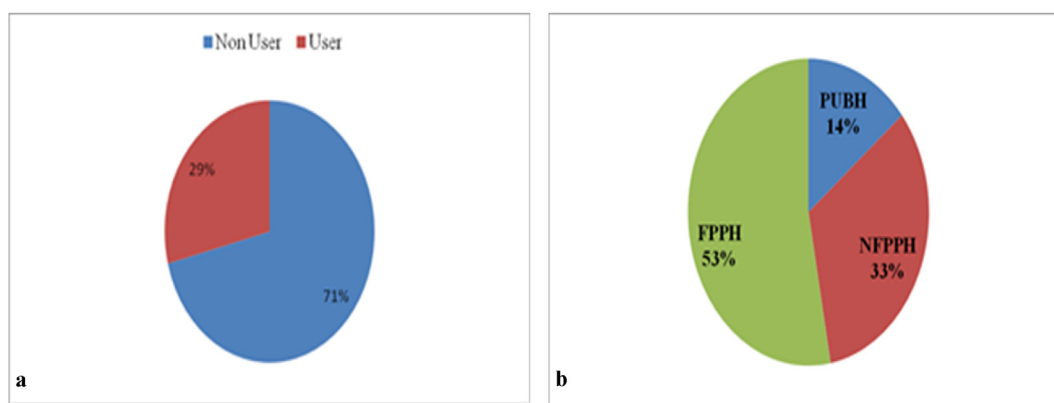 Non User User
29%
71%
a
PUBH
14%
NFPPH
33%
FPPH
53%
b